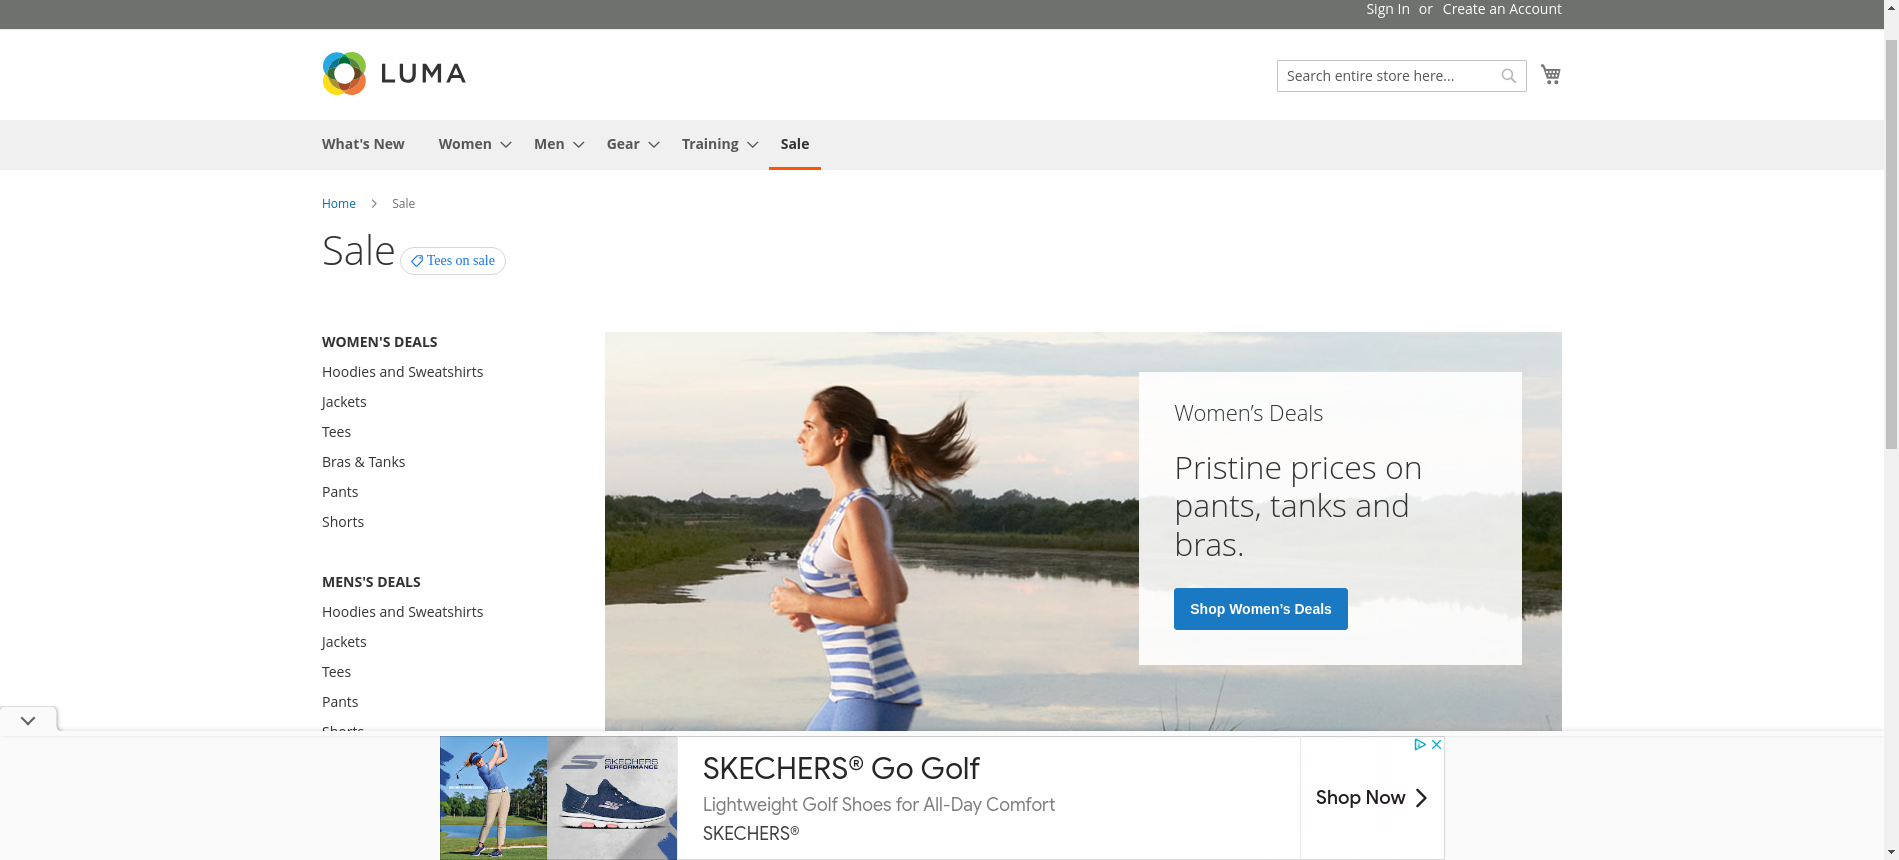 Sign In or Create an Account
LUMA
Search entire store here...
What's New Women Men Gear Training Sale
Home Sale
Sale Tees on sale
WOMEN'S DEALS
Hoodies and Sweatshirts
Jackets
Tees
Bras & Tanks
Pants
Shorts
MENS'S DEALS
Hoodies and Sweatshirts
Jackets
Tees
Pants
Shorts
Women’s Deals
Pristine prices on
pants, tanks and
bras.
Shop Women’s Deals
SKECHERS
PERFORMANCE
SKECHERS® Go Golf
Lightweight Golf Shoes for All-Day Comfort
SKECHERS®
Shop Now